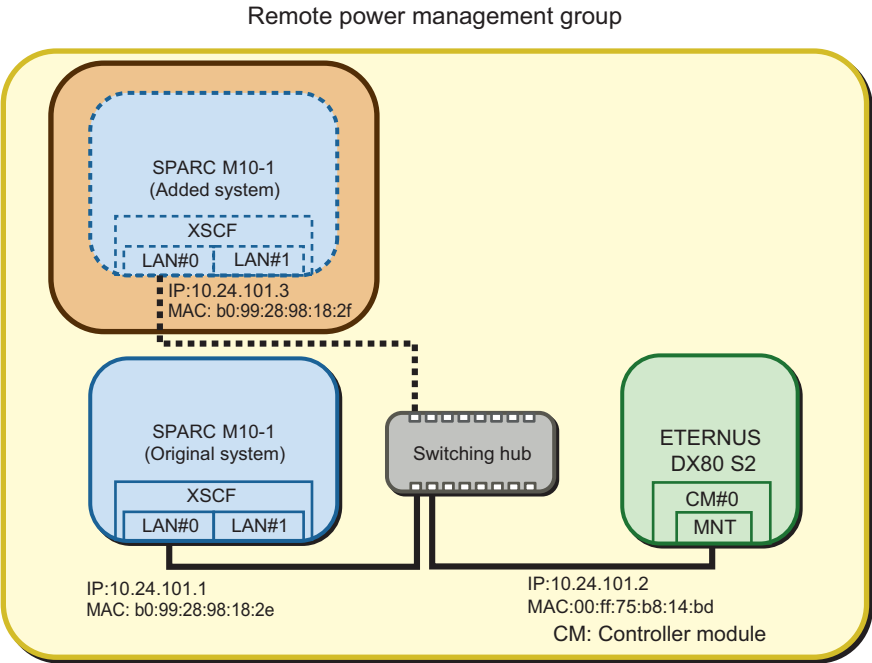 Remote power management group
SPARC M10-1
(Added system)
XSCF
LAN#0 LAN#1
IP:10.24.101.3
MAC: b0:99:28:98:18:2f
SPARC M10-1
(Original system)
XSCF
LAN#0 LAN#1
IP:10.24.101.1
MAC: b0:99:28:98:18:2e
Switching hub
ETERNUS
DX80 S2
CM#0
MNT
IP:10.24.101.2
MAC:00:ff:75:b8:14:bd
CM: Controller module